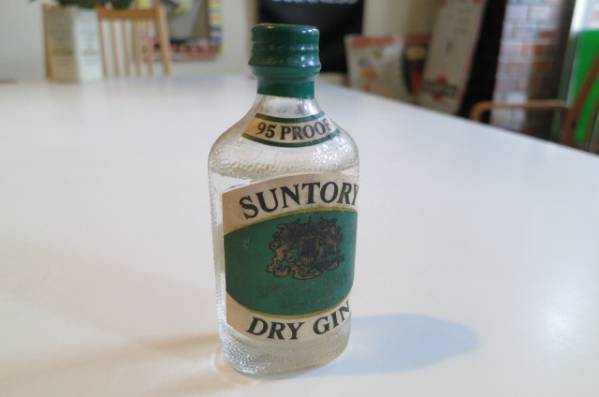 95 PROOF
SUNTORY
DRY GIN